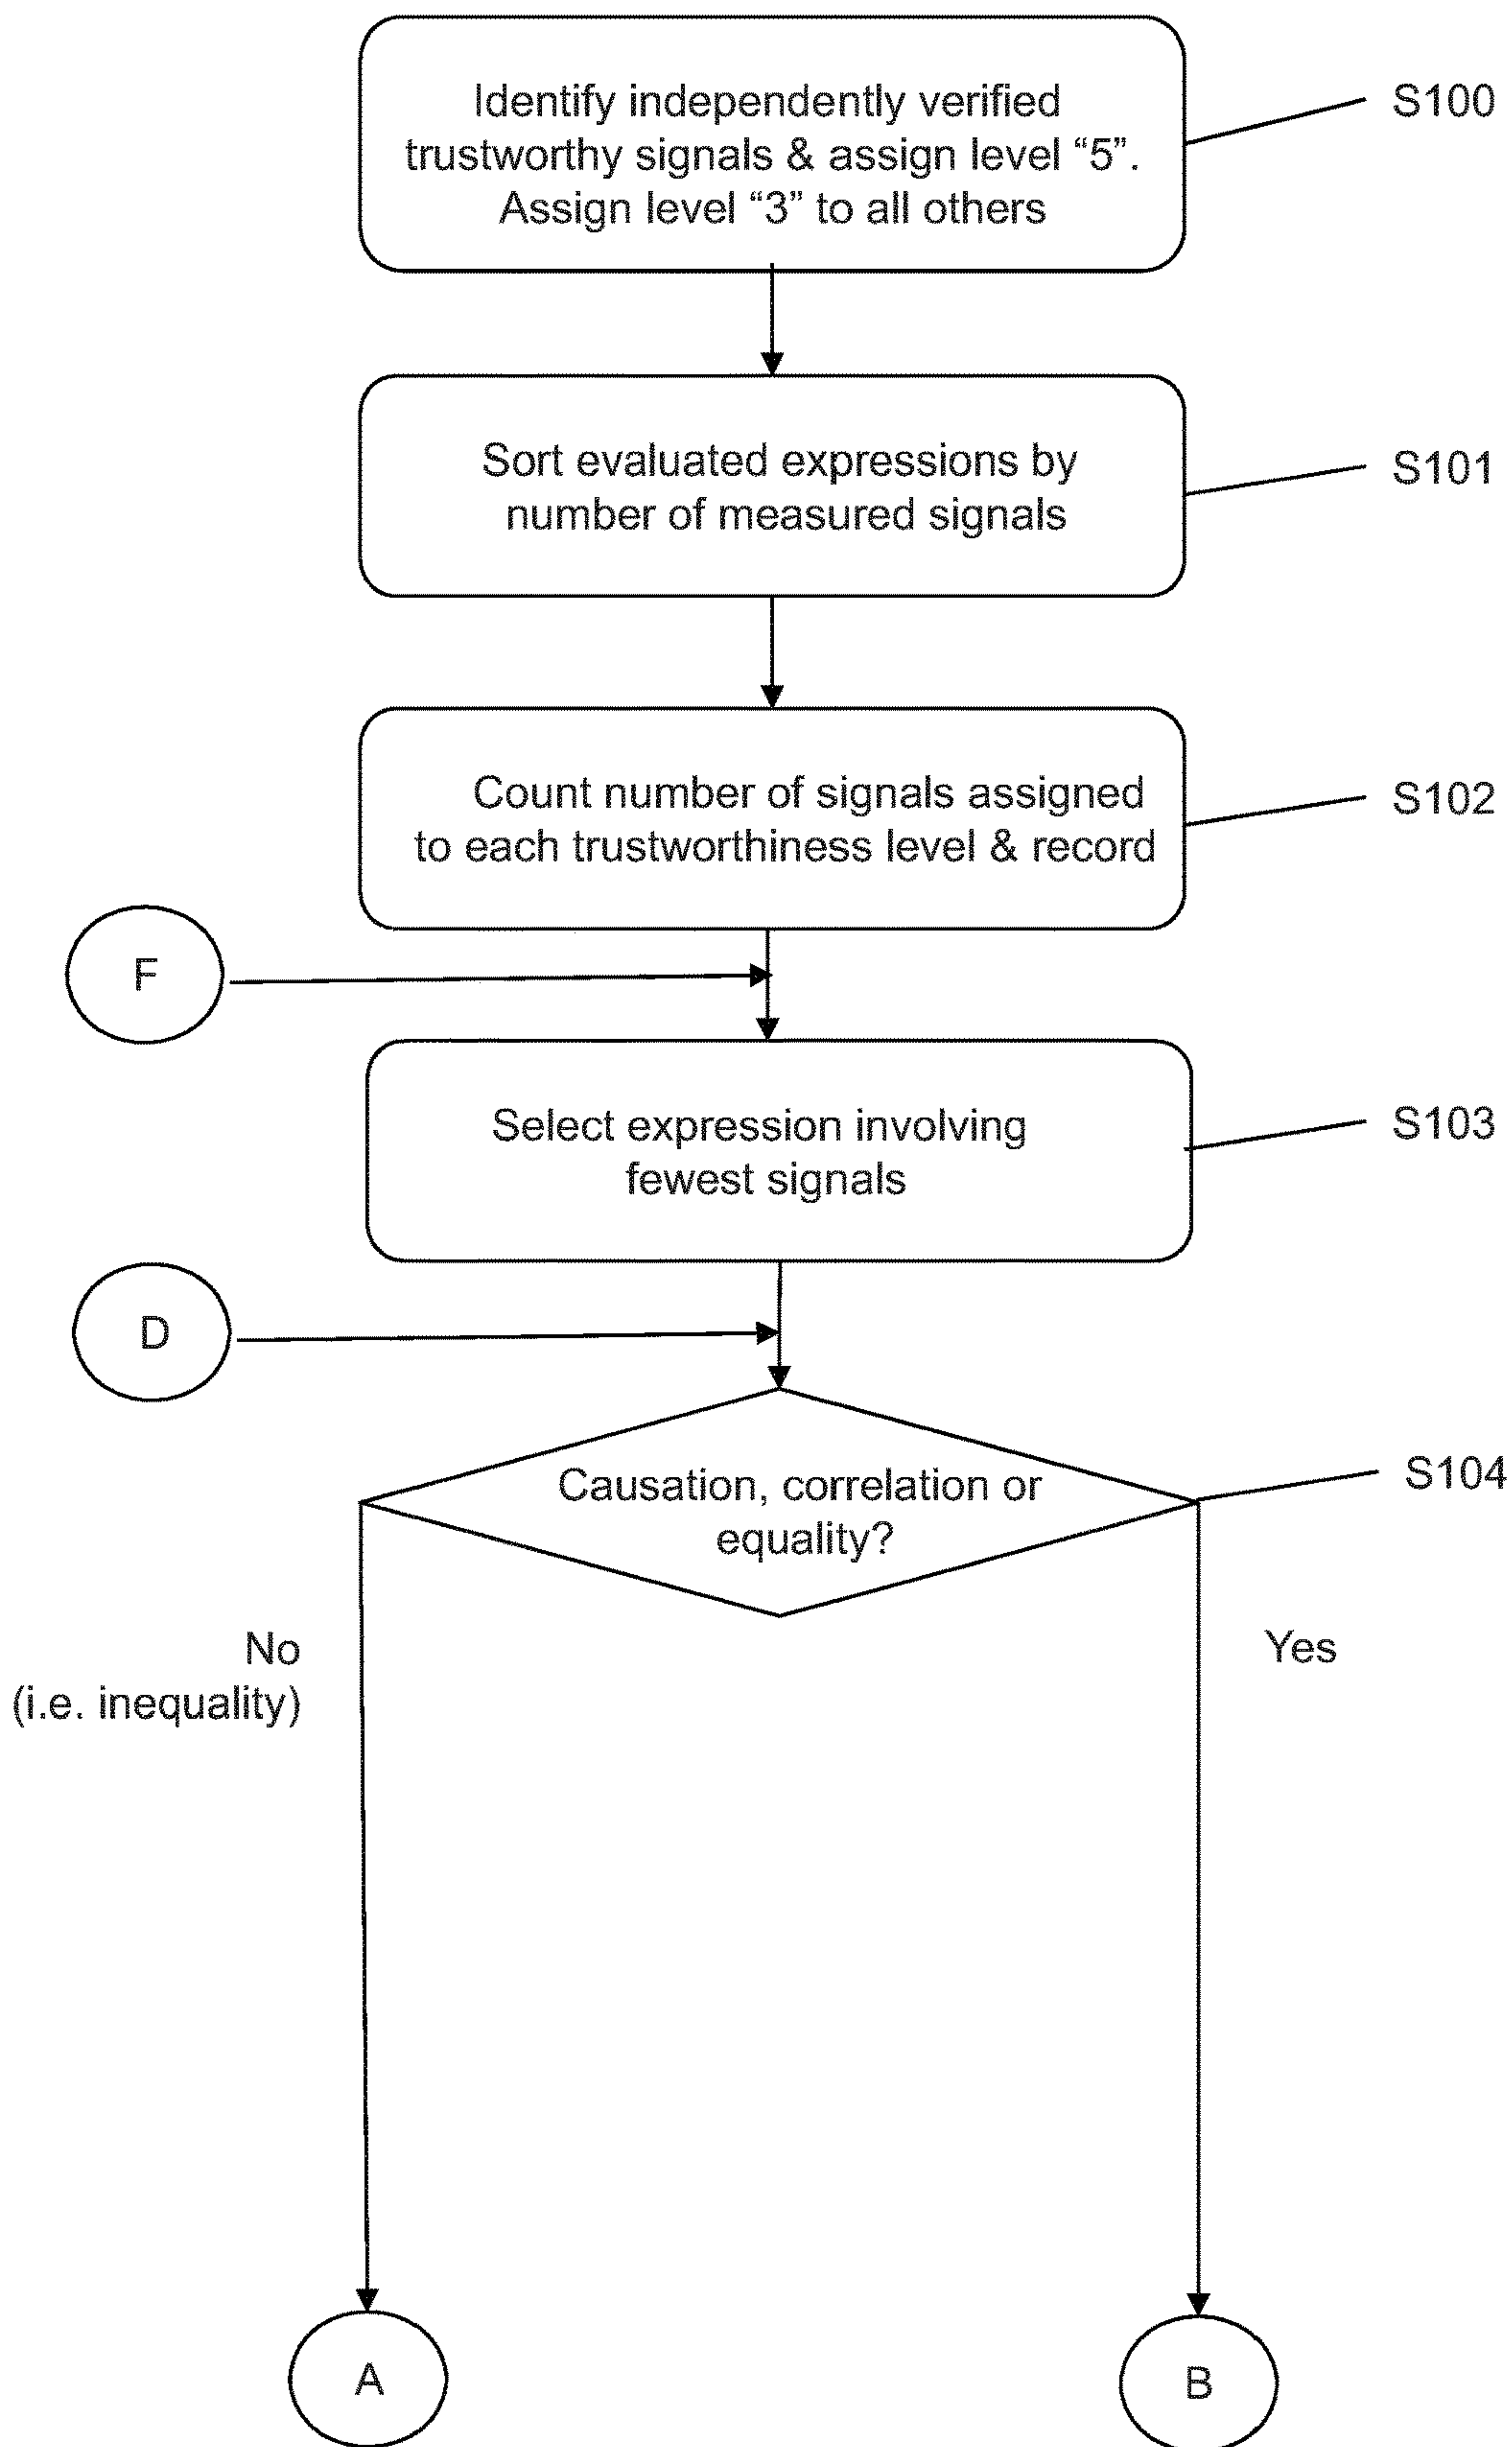 Identify independently verified
trustworthy signals & assign level “5”.
Assign level “3” to all others
S100
Sort evaluated expressions by
number of measured signals
S101
Count number of signals assigned
to each trustworthiness level & record
S102
F
Select expression involving
fewest signals
S103
D
Causation, correlation or
equality?
S104
No
(i.e. inequality)
Yes
A
B